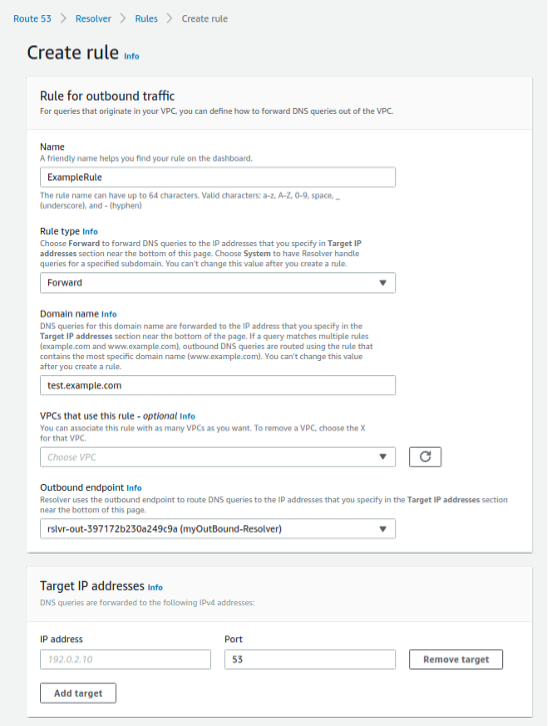 Route 53 > Resolver > Rules > Create rule
Create rule Info
Rule for outbound traffic
For queries that originate in your VPC, you can define how to forward DNS queries out of the VPC.
Name
A friendly name helps you find your rule on the dashboard.
ExampleRule
The rule name can have up to 64 characters. Valid characters: a-z, A-Z, 0-9, space, _
(underscore), and - (hyphen)
Rule type Info
Choose Forward to forward DNS queries to the IP addresses that you specify in Target IP
addresses section near the bottom of this page. Choose System to have Resolver handle
queries for a specified subdomain. You can't change this value after you create a rule.
Forward
Domain name Info
DNS queries for this domain name are forwarded to the IP address that you specify in the
Target IP addresses section near the bottom of the page. If a query matches multiple rules
(example.com and www.example.com), outbound DNS queries are routed using the rule that
contains the most specific domain name (www.example.com). You can't change this value
after you create a rule.
test.example.com
VPCs that use this rule - optional Info
You can associate this rule with as many VPCs as you want. To remove a VPC, choose the X
for that VPC.
Choose VPC
Outbound endpoint Info
Resolver uses the outbound endpoint to route DNS queries to the IP addresses that you specify in the Target IP addresses section
near the bottom of this page.
rslvr-out-397172b230a249c9a (myOutBound-Resolver)
Target IP addresses Info
DNS queries are forwarded to the following IPv4 addresses:
IP address Port
192.0.2.10 53 Remove target
Add target